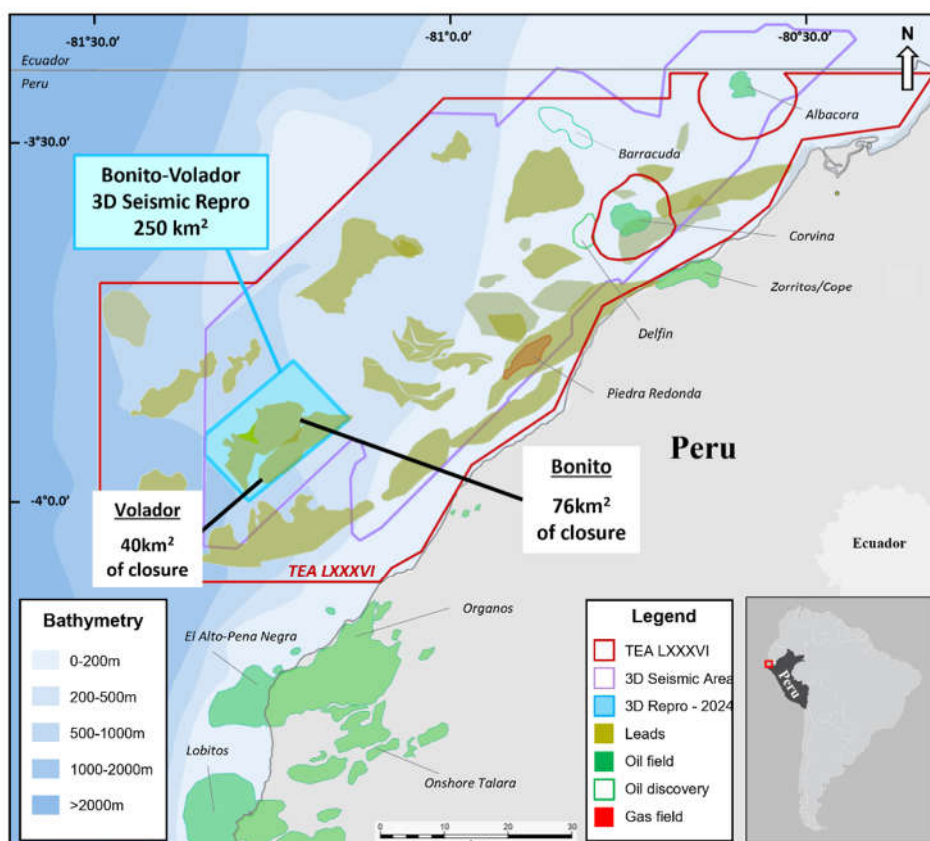 -81°30.0'
-81°0.0'
-80°30.0'
N
Ecuador
Peru
Albacora
-3°30.0'
Barracuda
Bonito-Volador
3D Seismic Repro
250 km²
Corvina
Zorritos/Cope
Delfin
Piedra Redonda
Peru
Bonito
76km²
of closure
-4°0.0'
Volador
40km²
of closure
Ecuador
TEA LXXXVI
Bathymetry
0-200m
200-500m
500-1000m
1000-2000m
>2000m
Organos
El Alto-Pena Negra
Lobitos
Onshore Talara
0
10
20
30
Legend
TEA LXXXVI
3D Seismic Area
3D Repro - 2024
Leads
Oil field
Oil discovery
Gas field
Peru